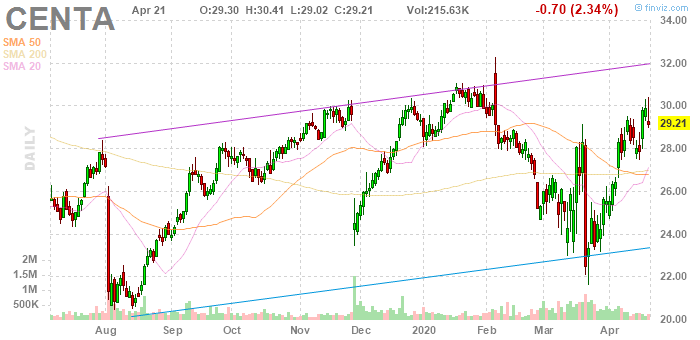 CENTA
Apr 21 O:29.30 H:30.41 L:29.02 C:29.21 Vol:215.63K -0.70 (2.34%)
© finviz.com
SMA 50
SMA 200
SMA 20
DAILY
34.00
32.00
30.00
29.21
28.00
26.00
24.00
22.00
20.00
2M
1.5M
1M
500K
Aug Sep Oct Nov Dec 2020 Feb Mar Apr